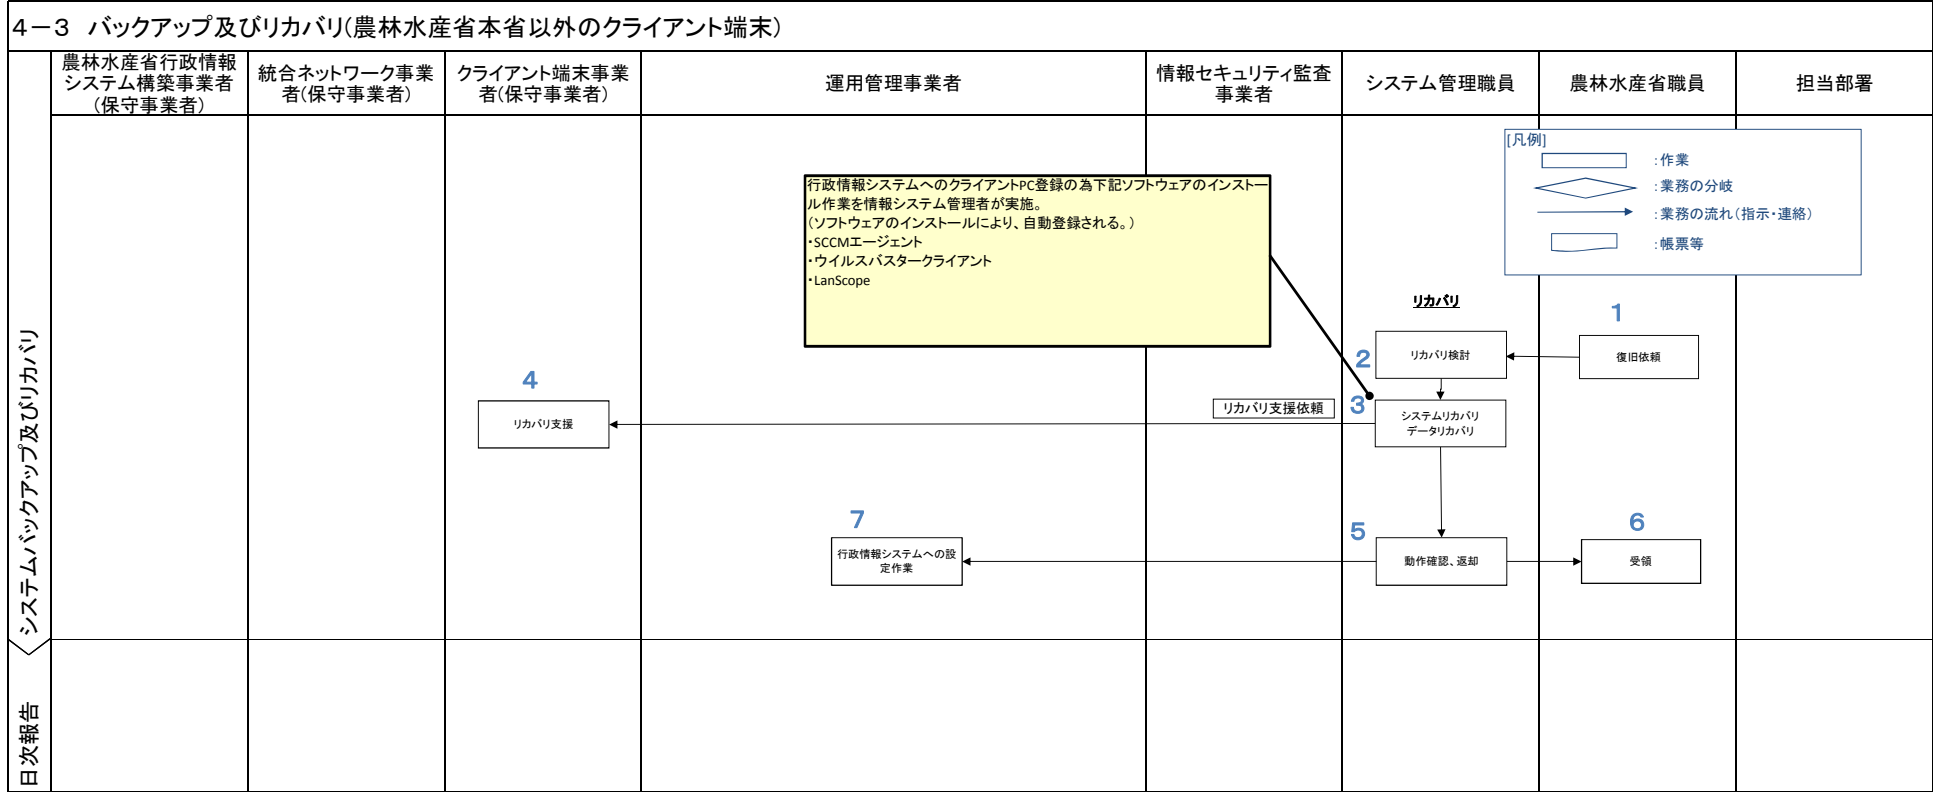 ４－３　バックアップ及びリカバリ(農林水産省本省以外のクライアント端末)
農林水産省行政情報
システム構築事業者
(保守事業者)
統合ネットワーク事業
者(保守事業者)
クライアント端末事業
者(保守事業者)
運用管理事業者
情報セキュリティ監査
事業者
システム管理職員
農林水産省職員
担当部署
システムバックアップ及びリカバリ
[凡例]
:作業
:業務の分岐
:業務の流れ(指示・連絡)
:帳票等
行政情報システムへのクライアントPC登録の為下記ソフトウェアのインストー
ル作業を情報システム管理者が実施。
(ソフトウェアのインストールにより、自動登録される。)
・SCCMエージェント
・ウイルスバスタークライアント
・LanScope
リカバリ
１
復旧依頼
２
リカバリ検討
３
システムリカバリ
データリカバリ
リカバリ支援依頼
４
リカバリ支援
５
動作確認、返却
６
受領
７
行政情報システムへの設
定作業
日次報告